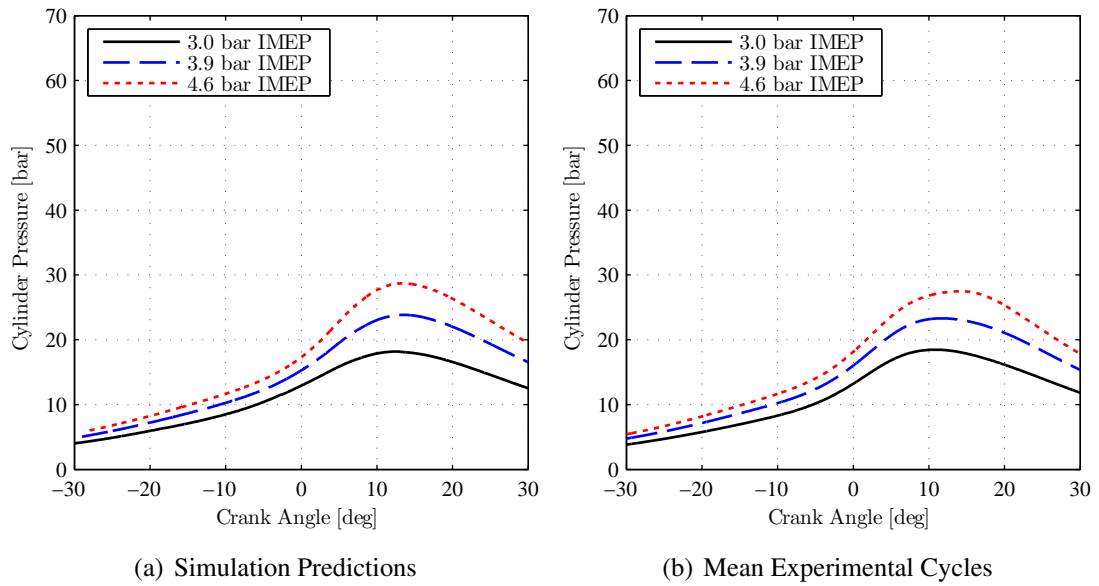 70
60
50
40
30
20
10
0
Cylinder Pressure [bar]
3.0 bar IMEP
3.9 bar IMEP
4.6 bar IMEP
−30 −20 −10 0 10 20 30
Crank Angle [deg]
(a) Simulation Predictions
70
60
50
40
30
20
10
0
Cylinder Pressure [bar]
3.0 bar IMEP
3.9 bar IMEP
4.6 bar IMEP
−30 −20 −10 0 10 20 30
Crank Angle [deg]
(b) Mean Experimental Cycles